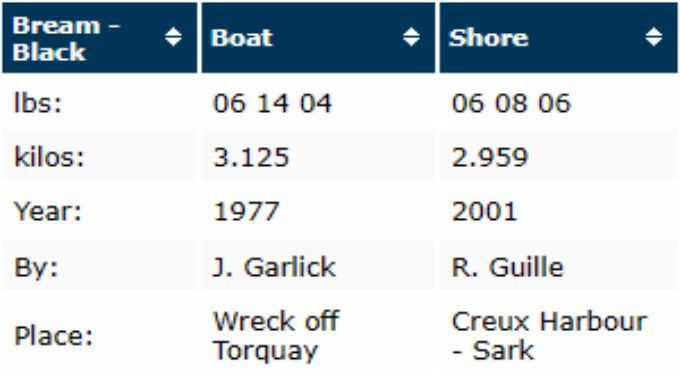 Bream - Black Boat Shore
lbs: 06 14 04 06 08 06
kilos: 3.125 2.959
Year: 1977 2001
By: J. Garlick R. Guille
Place: Wreck off Torquay Creux Harbour - Sark